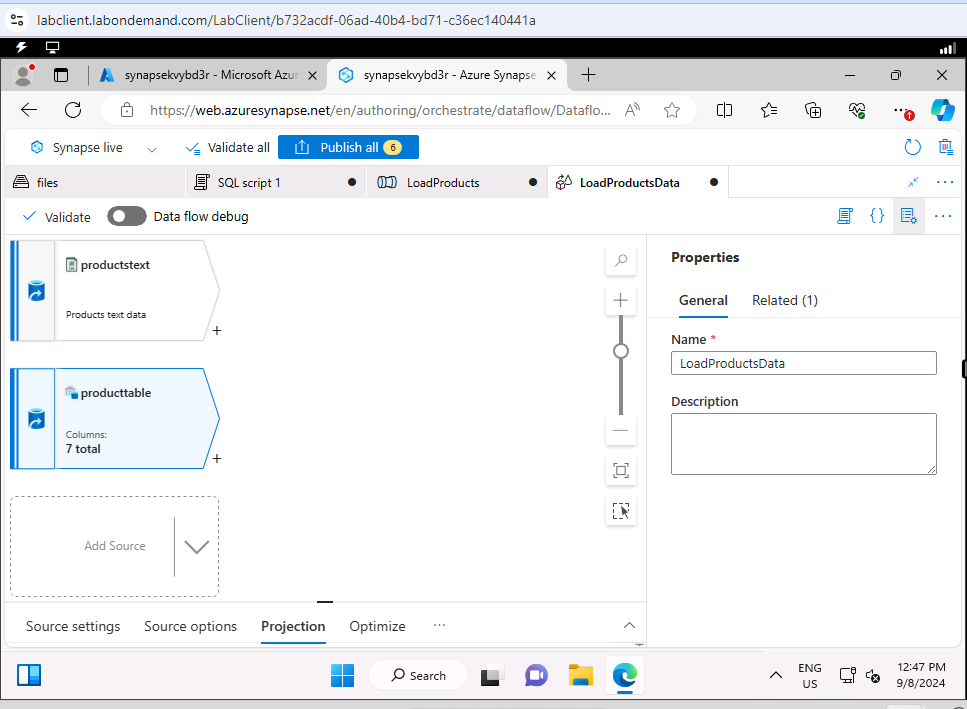 labclient.labondemand.com/LabClient/b732acdf-06ad-40b4-bd71-c36ec140441a
synapsekvybd3r - Microsoft Azur
synapsekvybd3r - Azure Synapse
https://web.azuresynapse.net/en/authoring/orchestrate/dataflow/Dataflo...
Synapse live
Validate all
Publish all 6
files
SQL script 1
LoadProducts
LoadProductsData
Validate
Data flow debug
productstext
Products text data
+
producttable
Columns:
7 total
+
Add Source
Properties
General
Related (1)
Name *
LoadProductsData
Description
Source settings
Source options
Projection
Optimize
...
Search
ENG
US
12:47 PM
9/8/2024